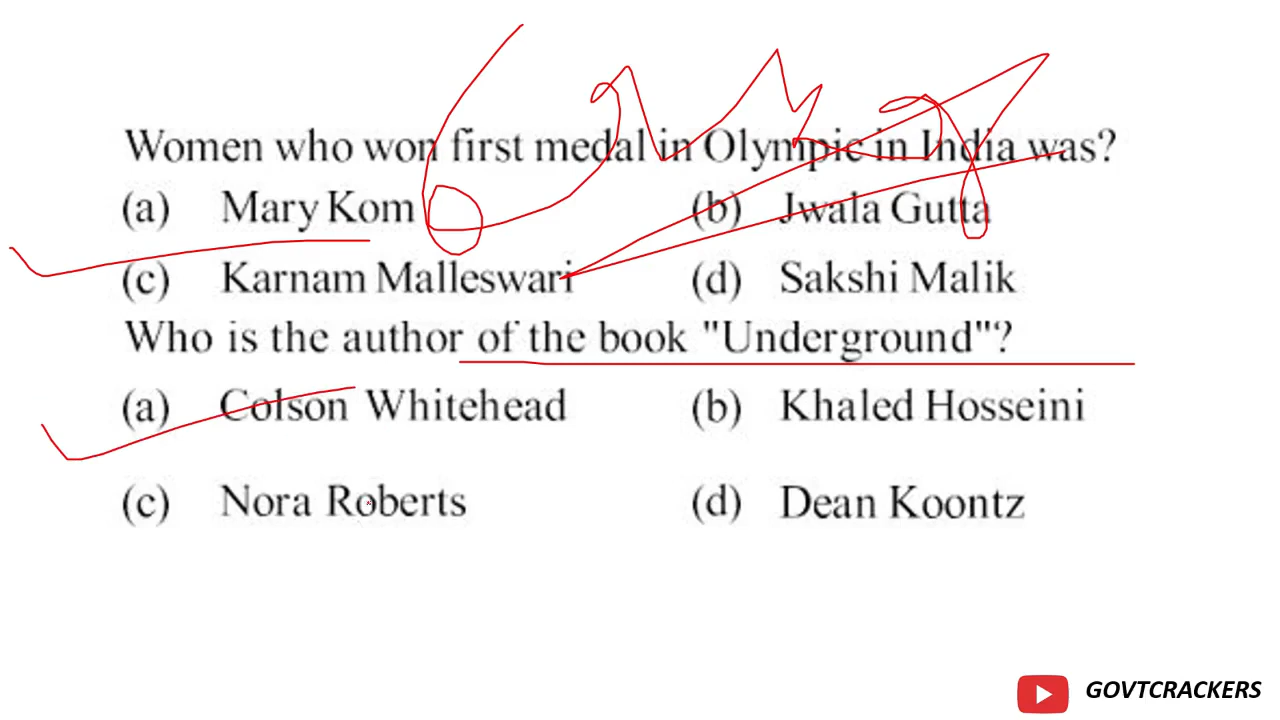 Women who won first medal in Olympic in India was?
(a) Mary Kom (b) Jwala Gutta
(c) Karnam Malleswari (d) Sakshi Malik
Who is the author of the book "Underground"?
(a) Colson Whitehead (b) Khaled Hosseini
(c) Nora Roberts (d) Dean Koontz
GOVTCRACKERS